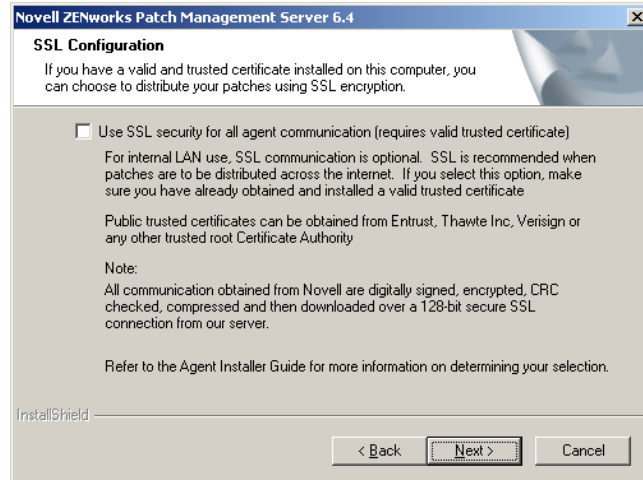 Novell ZENworks Patch Management Server 6.4
SSL Configuration
If you have a valid and trusted certificate installed on this computer, you
can choose to distribute your patches using SSL encryption.
Use SSL security for all agent communication (requires valid trusted certificate)
For internal LAN use, SSL communication is optional. SSL is recommended when
patches are to be distributed across the internet. If you select this option, make
sure you have already obtained and installed a valid trusted certificate
Public trusted certificates can be obtained from Entrust, Thawte Inc, Verisign or
any other trusted root Certificate Authority
Note:
All communication obtained from Novell are digitally signed, encrypted, CRC
checked, compressed and then downloaded over a 128-bit secure SSL
connection from our server.
Refer to the Agent Installer Guide for more information on determining your selection.
InstallShield
< Back
Next >
Cancel